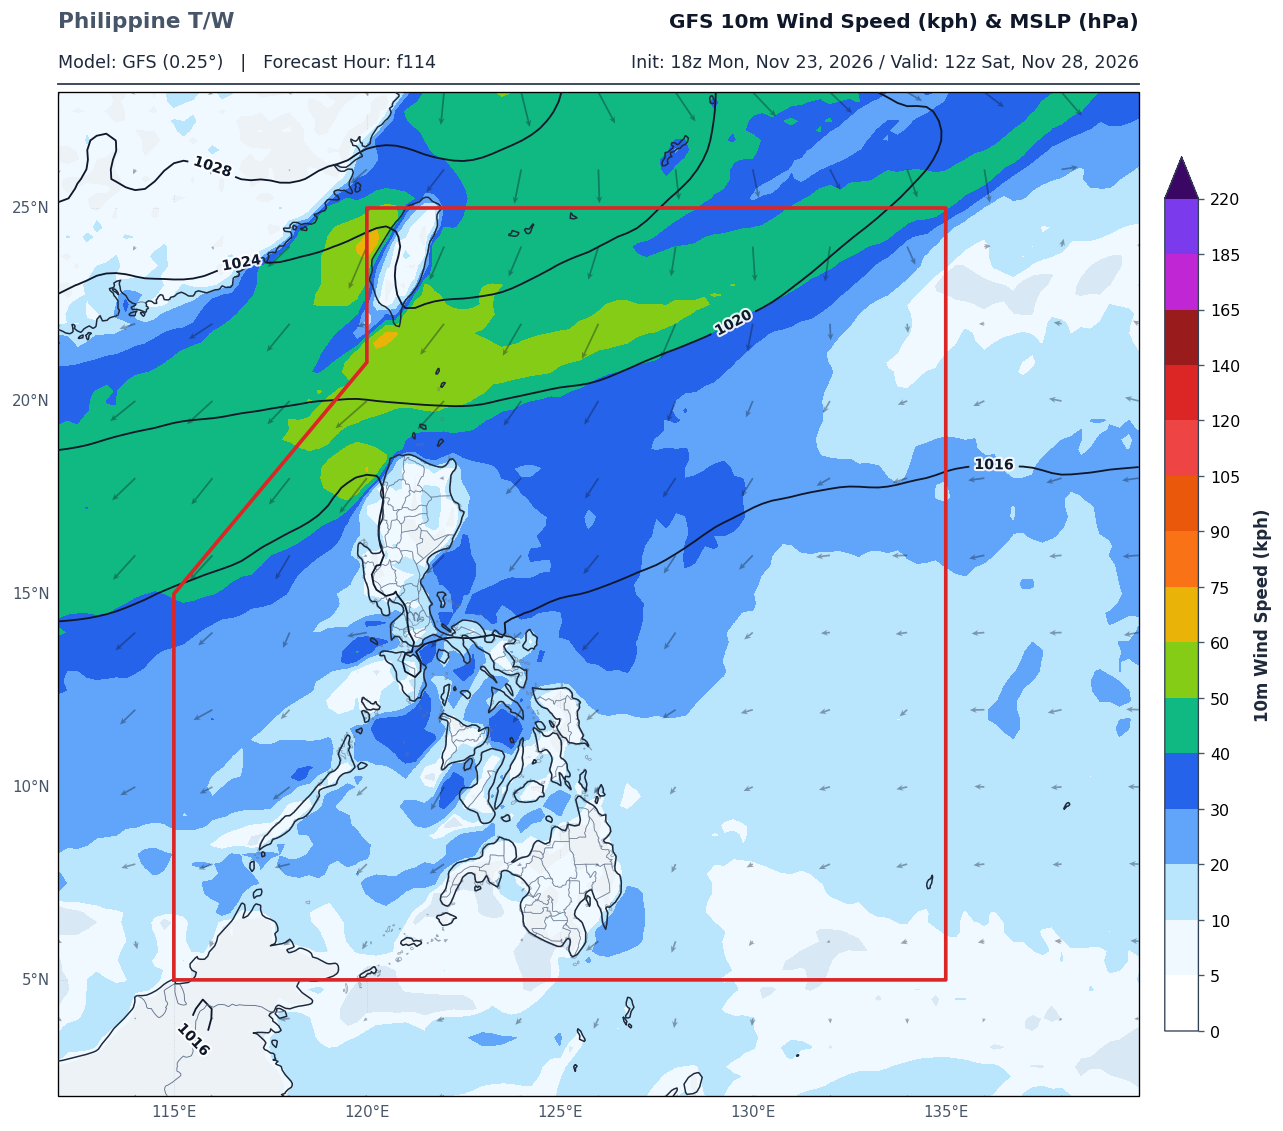 Philippine T/W
GFS 10m Wind Speed (kph) & MSLP (hPa)
Model: GFS (0.25°) | Forecast Hour: f114
Init: 18z Mon, Nov 23, 2026 / Valid: 12z Sat, Nov 28, 2026
1028
1024
1020
1016
1016
25°N
20°N
15°N
10°N
5°N
115°E
120°E
125°E
130°E
135°E
220
185
165
140
120
105
90
75
60
50
40
30
20
10
5
0
10m Wind Speed (kph)